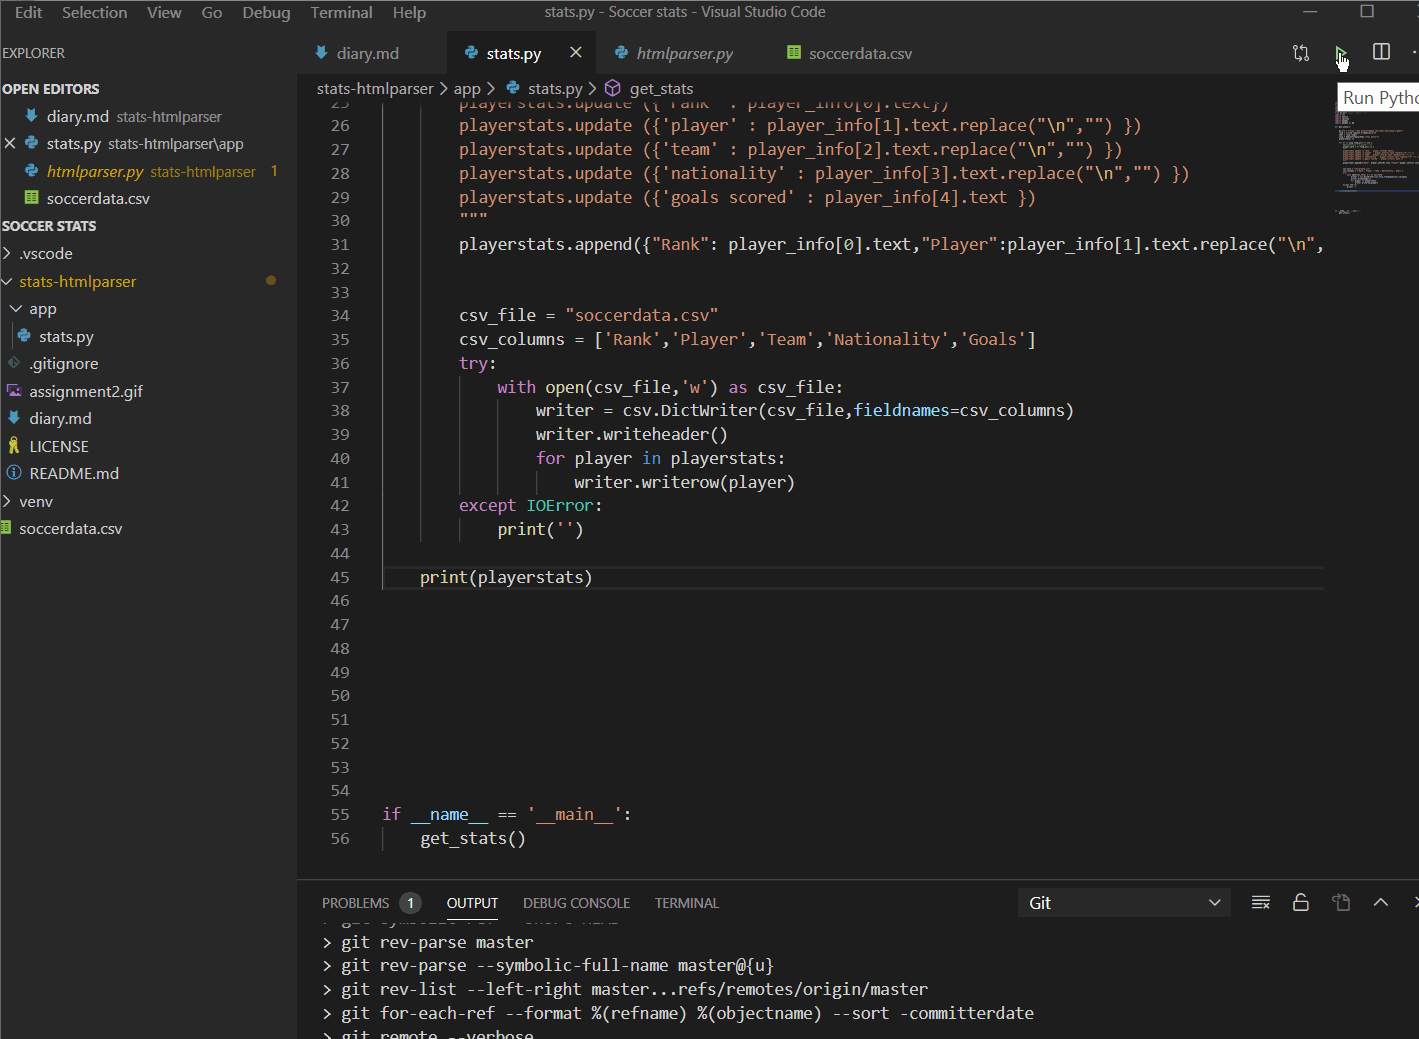 Edit Selection View Go Debug Terminal Help
stats.py - Soccer stats - Visual Studio Code
EXPLORER
OPEN EDITORS
diary.md stats-htmlparser
stats.py stats-htmlparser\app
htmlparser.py stats-htmlparser 1
soccerdata.csv
SOCCER STATS
.vscode
stats-htmlparser
app
stats.py
.gitignore
assignment2.gif
diary.md
LICENSE
README.md
venv
soccerdata.csv
diary.md stats.py htmlparser.py soccerdata.csv
Run Pytho
stats-htmlparser > app > stats.py > get_stats
25 playerstats.update ({'rank' : player_info[0].text})
26 playerstats.update ({'player' : player_info[1].text.replace("\n","") })
27 playerstats.update ({'team' : player_info[2].text.replace("\n","") })
28 playerstats.update ({'nationality' : player_info[3].text.replace("\n","") })
29 playerstats.update ({'goals scored' : player_info[4].text })
30 """
31 playerstats.append({"Rank": player_info[0].text,"Player":player_info[1].text.replace("\n",
32
33
34 csv_file = "soccerdata.csv"
35 csv_columns = ['Rank','Player','Team','Nationality','Goals']
36 try:
37 with open(csv_file,'w') as csv_file:
38 writer = csv.DictWriter(csv_file,fieldnames=csv_columns)
39 writer.writeheader()
40 for player in playerstats:
41 writer.writerow(player)
42 except IOError:
43 print('')
44
45 print(playerstats)
46
47
48
49
50
51
52
53
54
55 if __name__ == '__main__':
56 get_stats()
PROBLEMS 1 OUTPUT DEBUG CONSOLE TERMINAL Git
> git rev-parse master
> git rev-parse --symbolic-full-name master@{u}
> git rev-list --left-right master...refs/remotes/origin/master
> git for-each-ref --format %(refname) %(objectname) --sort -committerdate
> git remote --verbose